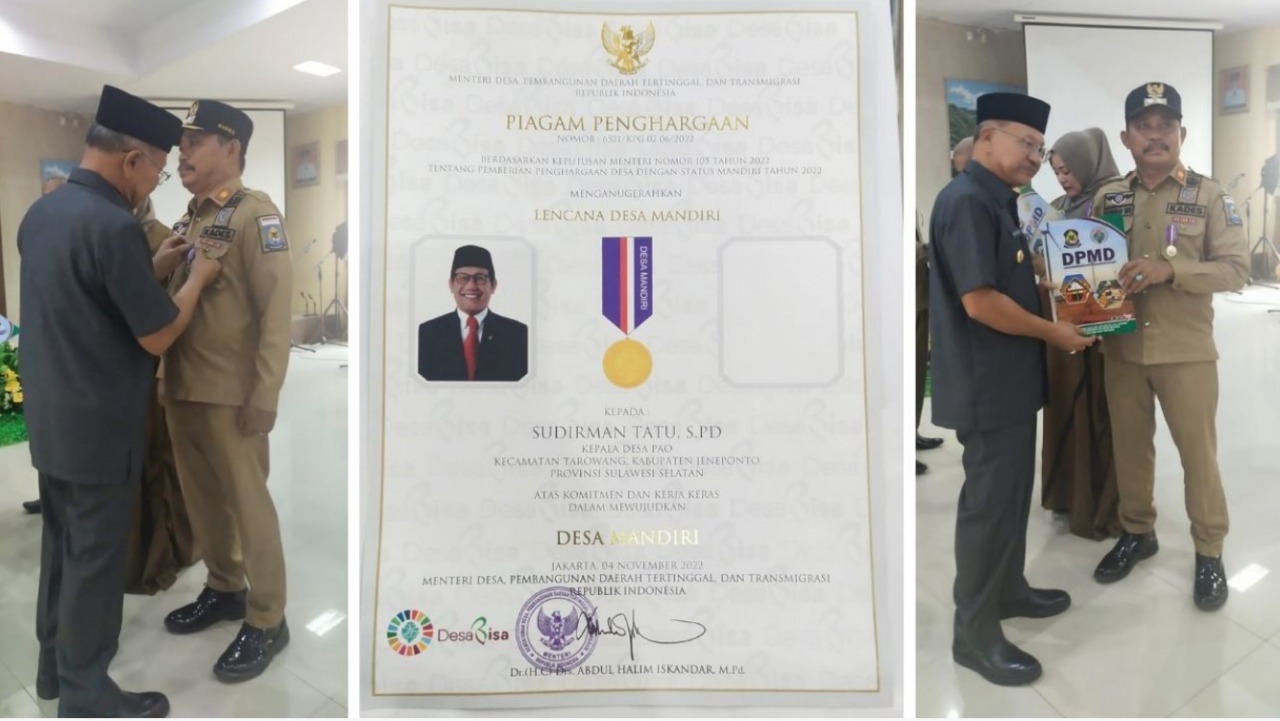 KADES
MENTERI DESA, PEMBANGUNAN DAERAH TERTINGGAL, DAN TRANSMIGRASI
REPUBLIK INDONESIA
PIAGAM PENGHARGAAN
NOMOR : 6521/KPG.02.06/2022
BERDASARKAN KEPUTUSAN MENTERI NOMOR 105 TAHUN 2022
TENTANG PEMBERIAN PENGHARGAAN DESA DENGAN STATUS MANDIRI TAHUN 2022
MENGANUGERAHKAN
LENCANA DESA MANDIRI
DESA MANDIRI
KEPADA :
SUDIRMAN TATU, S.PD
KEPALA DESA PAO
KECAMATAN TAROWANG, KABUPATEN JENEPONTO
PROVINSI SULAWESI SELATAN
ATAS KOMITMEN DAN KERJA KERAS
DALAM MEWUJUDKAN
DESA MANDIRI
JAKARTA, 04 NOVEMBER 2022
MENTERI DESA, PEMBANGUNAN DAERAH TERTINGGAL, DAN TRANSMIGRASI
REPUBLIK INDONESIA
DesaBisa
MENTERI
Dr.(H.C) Drs. ABDUL HALIM ISKANDAR, M.Pd.
KADES
DPMD